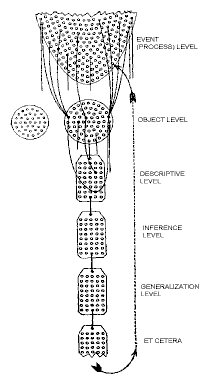 EVENT
(PROCESS) LEVEL
OBJECT LEVEL
DESCRIPTIVE
LEVEL
INFERENCE
LEVEL
GENERALIZATION
LEVEL
ET CETERA